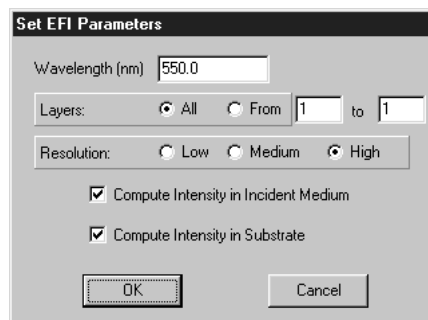 Set EFI Parameters
Wavelength (nm) 550.0
Layers: All From 1 to 1
Resolution: Low Medium High
Compute Intensity in Incident Medium
Compute Intensity in Substrate
OK Cancel